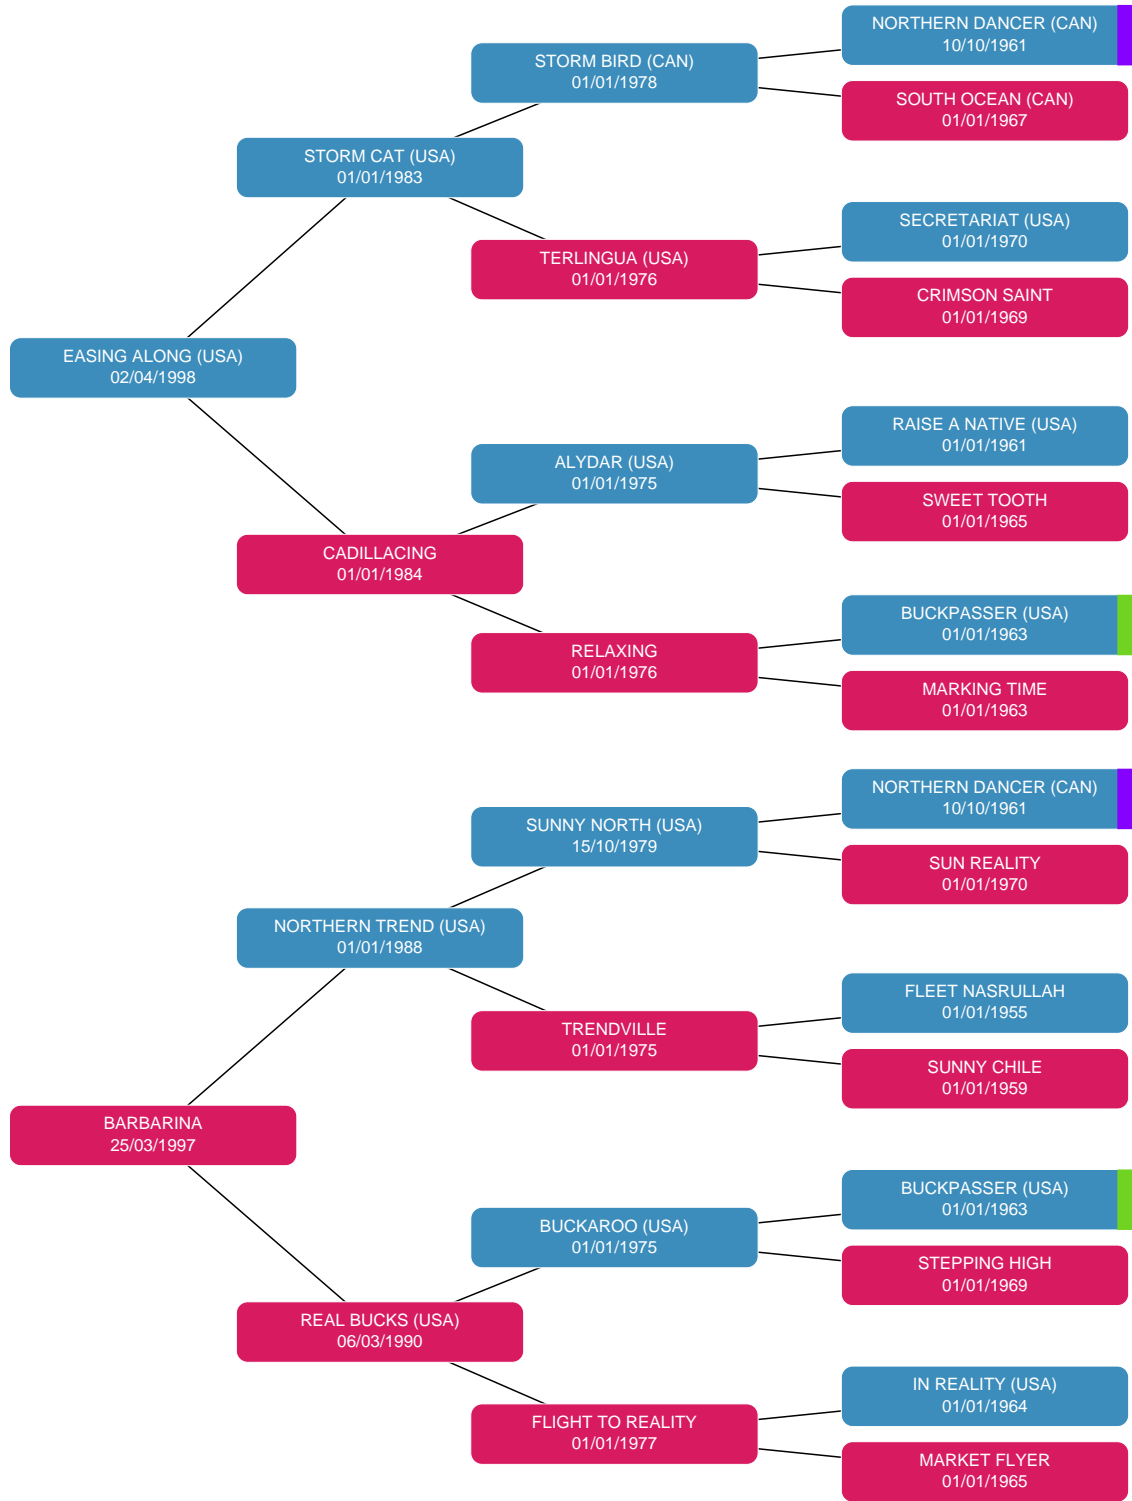 NORTHERN DANCER (CAN)
10/10/1961
STORM BIRD (CAN)
01/01/1978
SOUTH OCEAN (CAN)
01/01/1967
STORM CAT (USA)
01/01/1983
SECRETARIAT (USA)
01/01/1970
TERLINGUA (USA)
01/01/1976
CRIMSON SAINT
01/01/1969
EASING ALONG (USA)
02/04/1998
RAISE A NATIVE (USA)
01/01/1961
ALYDAR (USA)
01/01/1975
SWEET TOOTH
01/01/1965
CADILLACING
01/01/1984
BUCKPASSER (USA)
01/01/1963
RELAXING
01/01/1976
MARKING TIME
01/01/1963
NORTHERN DANCER (CAN)
10/10/1961
SUNNY NORTH (USA)
15/10/1979
SUN REALITY
01/01/1970
NORTHERN TREND (USA)
01/01/1988
FLEET NASRULLAH
01/01/1955
TRENDVILLE
01/01/1975
SUNNY CHILE
01/01/1959
BARBARINA
25/03/1997
BUCKPASSER (USA)
01/01/1963
BUCKAROO (USA)
01/01/1975
STEPPING HIGH
01/01/1969
REAL BUCKS (USA)
06/03/1990
IN REALITY (USA)
01/01/1964
FLIGHT TO REALITY
01/01/1977
MARKET FLYER
01/01/1965